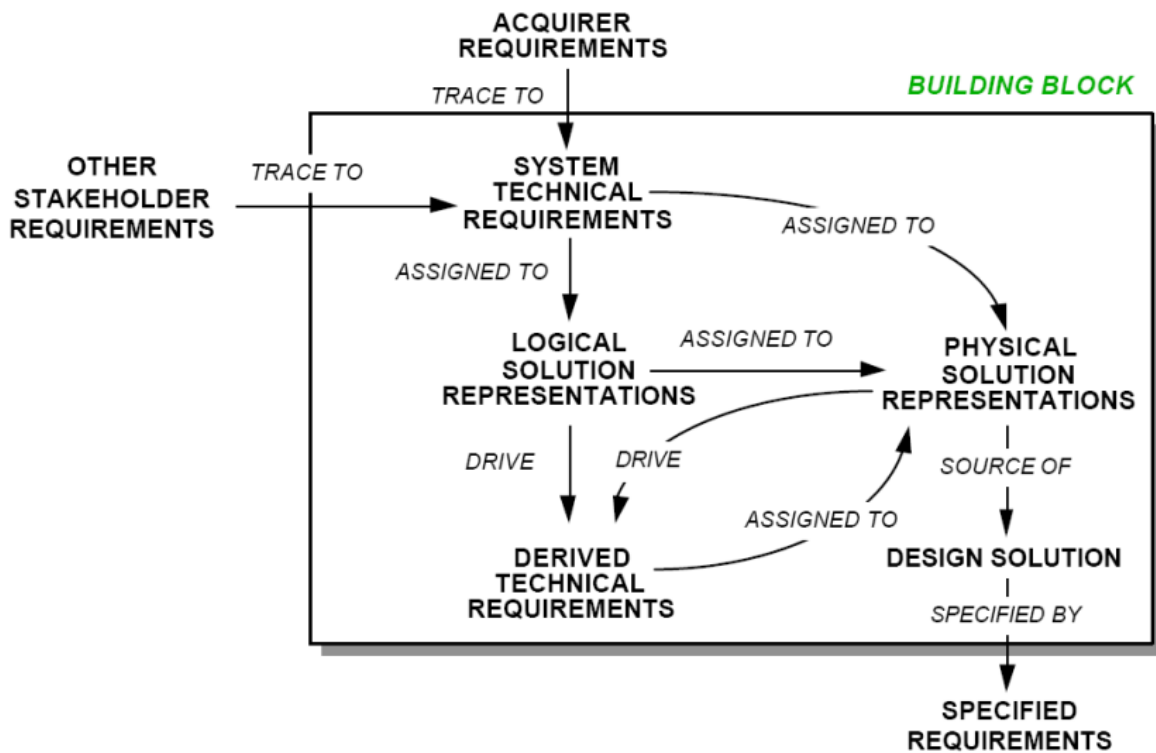 ACQUIRER
REQUIREMENTS
TRACE TO
BUILDING BLOCK
OTHER
STAKEHOLDER
REQUIREMENTS
TRACE TO
SYSTEM
TECHNICAL
REQUIREMENTS
ASSIGNED TO
ASSIGNED TO
LOGICAL
SOLUTION
REPRESENTATIONS
ASSIGNED TO
PHYSICAL
SOLUTION
REPRESENTATIONS
DRIVE
DRIVE
SOURCE OF
ASSIGNED TO
DERIVED
TECHNICAL
REQUIREMENTS
DESIGN SOLUTION
SPECIFIED BY
SPECIFIED
REQUIREMENTS